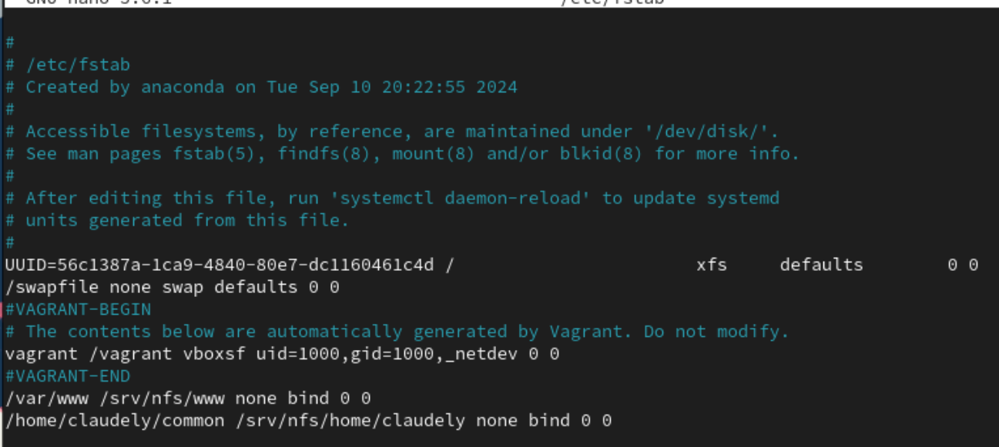 GNU nano 5.6.1 /etc/fstab
#
# /etc/fstab
# Created by anaconda on Tue Sep 10 20:22:55 2024
#
# Accessible filesystems, by reference, are maintained under '/dev/disk/'.
# See man pages fstab(5), findfs(8), mount(8) and/or blkid(8) for more info.
#
# After editing this file, run 'systemctl daemon-reload' to update systemd
# units generated from this file.
#
UUID=56c1387a-1ca9-4840-80e7-dc1160461c4d / xfs defaults 0 0
/swapfile none swap defaults 0 0
#VAGRANT-BEGIN
# The contents below are automatically generated by Vagrant. Do not modify.
vagrant /vagrant vboxsf uid=1000,gid=1000,_netdev 0 0
#VAGRANT-END
/var/www /srv/nfs/www none bind 0 0
/home/claudely/common /srv/nfs/home/claudely none bind 0 0